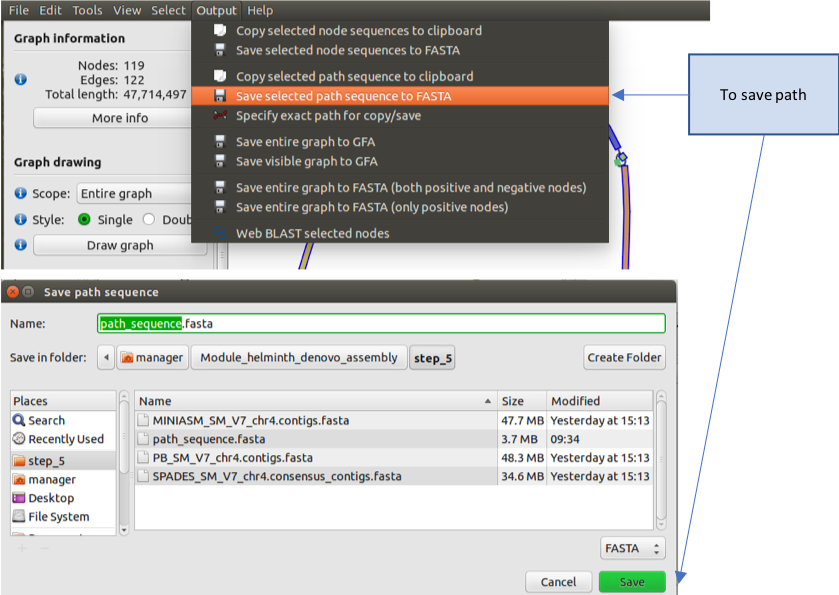 File Edit Tools View Select Output Help
Graph information
Nodes: 119
Edges: 122
Total length: 47,714,497
More info
Graph drawing
Scope: Entire graph
Style: Single Doub
Draw graph
Copy selected node sequences to clipboard
Save selected node sequences to FASTA
Copy selected path sequence to clipboard
Save selected path sequence to FASTA
Specify exact path for copy/save
Save entire graph to GFA
Save visible graph to GFA
Save entire graph to FASTA (both positive and negative nodes)
Save entire graph to FASTA (only positive nodes)
Web BLAST selected nodes
To save path
Save path sequence
Name: path_sequence.fasta
Save in folder: manager Module_helminth_denovo_assembly step_5 Create Folder
Places
Search
Recently Used
step_5
manager
Desktop
File System
Name Size Modified
MINIASM_SM_V7_chr4.contigs.fasta 47.7 MB Yesterday at 15:13
path_sequence.fasta 3.7 MB 09:34
PB_SM_V7_chr4.contigs.fasta 48.3 MB Yesterday at 15:13
SPADES_SM_V7_chr4.consensus_contigs.fasta 34.6 MB Yesterday at 15:13
FASTA
Cancel Save